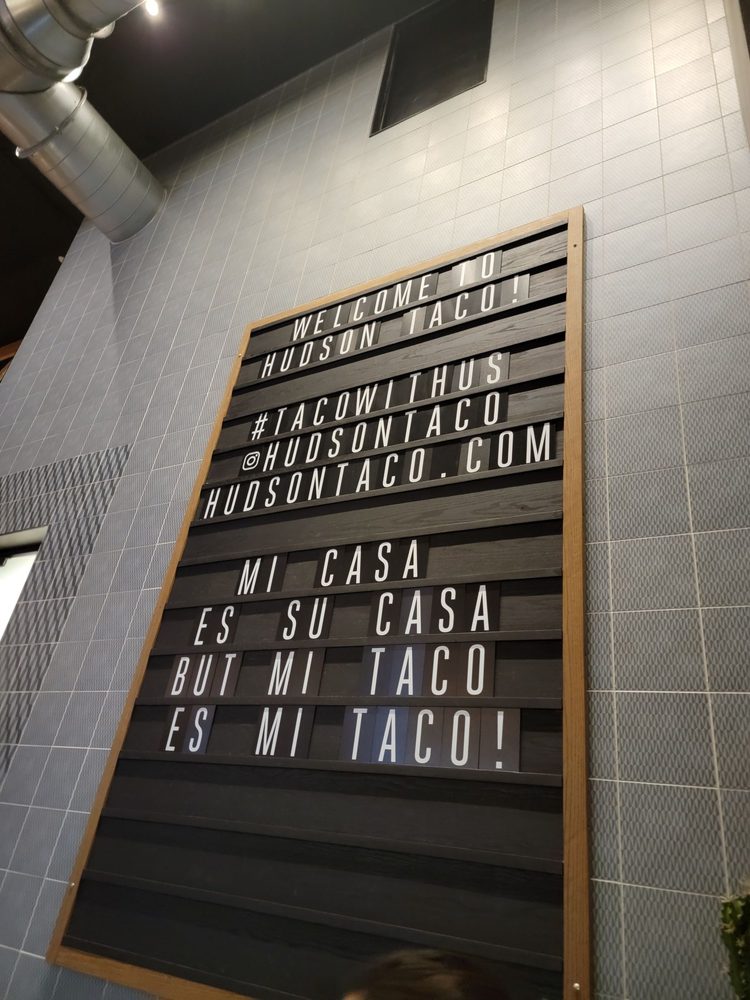 WELCOME TO
HUDSON TACO!
#TACOWITHUS
@HUDSONTACO
HUDSONTACO.COM
MI CASA
ES SU CASA
BUT MI TACO
ES MI TACO!